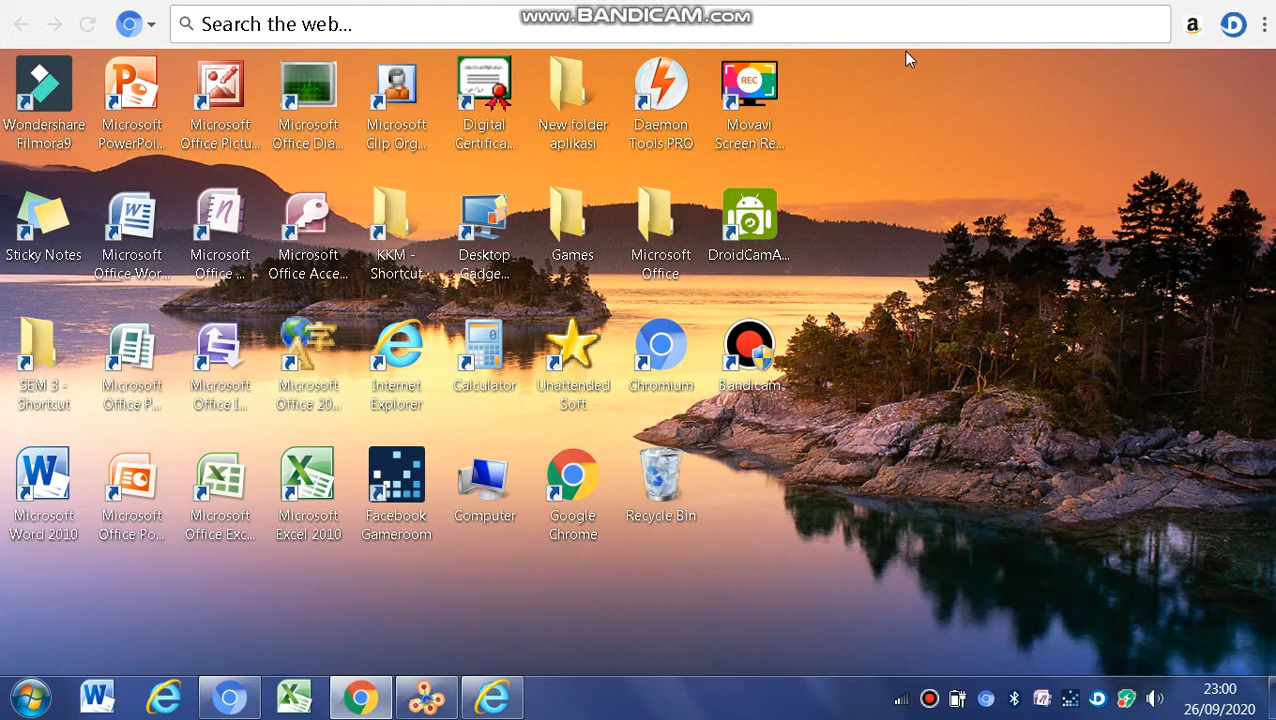 Search the web...
www.BANDICAM.com
a
D
Wondershare
Filmora9
Microsoft
PowerPoi...
Microsoft
Office Pictu...
Microsoft
Office Dia...
Microsoft
Clip Org...
Digital
Certifica...
New folder
aplikasi
Daemon
Tools PRO
REC
Movavi
Screen Re...
Sticky Notes
Microsoft
Office Wor...
Microsoft
Office ...
Microsoft
Office Acce...
KKM -
Shortcut
Desktop
Gadge...
Games
Microsoft
Office
DroidCamA...
SEM 3 -
Shortcut
Microsoft
Office P...
Microsoft
Office I...
Microsoft
Office 20...
Internet
Explorer
Calculator
Unattended
Soft
Chromium
Bandicam
Microsoft
Word 2010
Microsoft
Office Po...
Microsoft
Office Exc...
Microsoft
Excel 2010
Facebook
Gameroom
Computer
Google
Chrome
Recycle Bin
23:00
26/09/2020